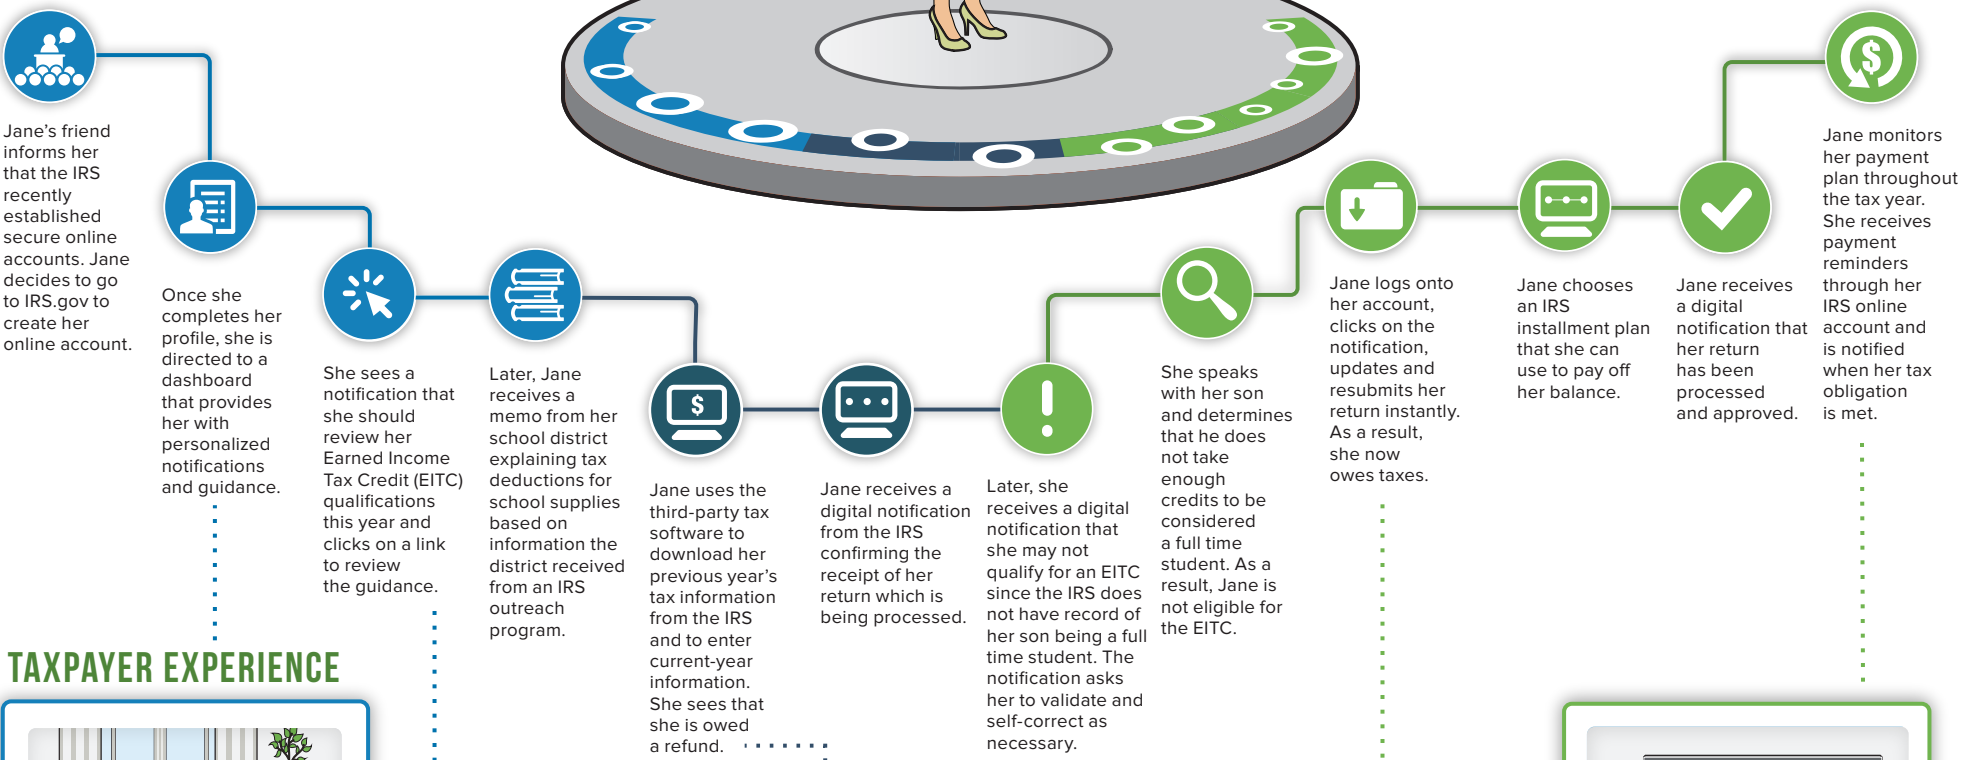 Jane's friend
informs her
that the IRS
recently
established
secure online
accounts. Jane
decides to go
to IRS.gov to
create her
online account.
Once she
completes her
profile, she is
directed to a
dashboard
that provides
her with
personalized
notifications
and guidance.
She sees a
notification that
she should
review her
Earned Income
Tax Credit (EITC)
qualifications
this year and
clicks on a link
to review
the guidance.
Later, Jane
receives a
memo from her
school district
explaining tax
deductions for
school supplies
based on
information the
district received
from an IRS
outreach
program.
$
Jane uses the
third-party tax
software to
download her
previous year's
tax information
from the IRS
and to enter
current-year
information.
She sees that
she is owed
a refund.
Jane receives a
digital notification
from the IRS
confirming the
receipt of her
return which is
being processed.
!
Later, she
receives a digital
notification that
she may not
qualify for an EITC
since the IRS does
not have record of
her son being a full
time student. The
notification asks
her to validate and
self-correct as
necessary.
She speaks
with her son
and determines
that he does
not take
enough
credits to be
considered
a full time
student. As a
result, Jane is
not eligible for
the EITC.
Jane logs onto
her account,
clicks on the
notification,
updates and
resubmits her
return instantly.
As a result,
she now
owes taxes.
Jane chooses
an IRS
installment plan
that she can
use to pay off
her balance.
Jane receives
a digital
notification that
her return
has been
processed
and approved.
$
Jane monitors
her payment
plan throughout
the tax year.
She receives
payment
reminders
through her
IRS online
account and
is notified
when her tax
obligation
is met.
TAXPAYER EXPERIENCE